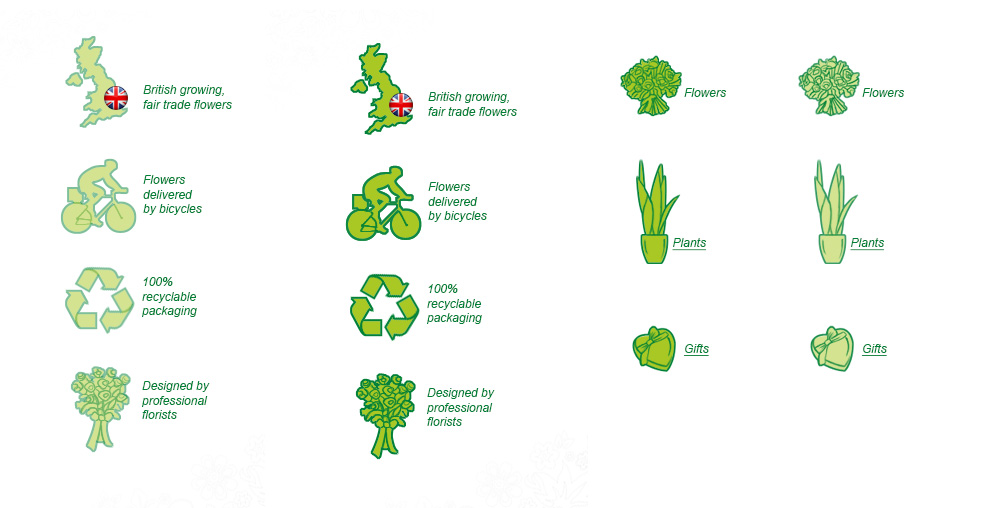 British growing,
fair trade flowers
Flowers
delivered
by bicycles
100%
recyclable
packaging
Designed by
professional
florists
British growing,
fair trade flowers
Flowers
delivered
by bicycles
100%
recyclable
packaging
Designed by
professional
florists
Flowers
Plants
Gifts
Flowers
Plants
Gifts